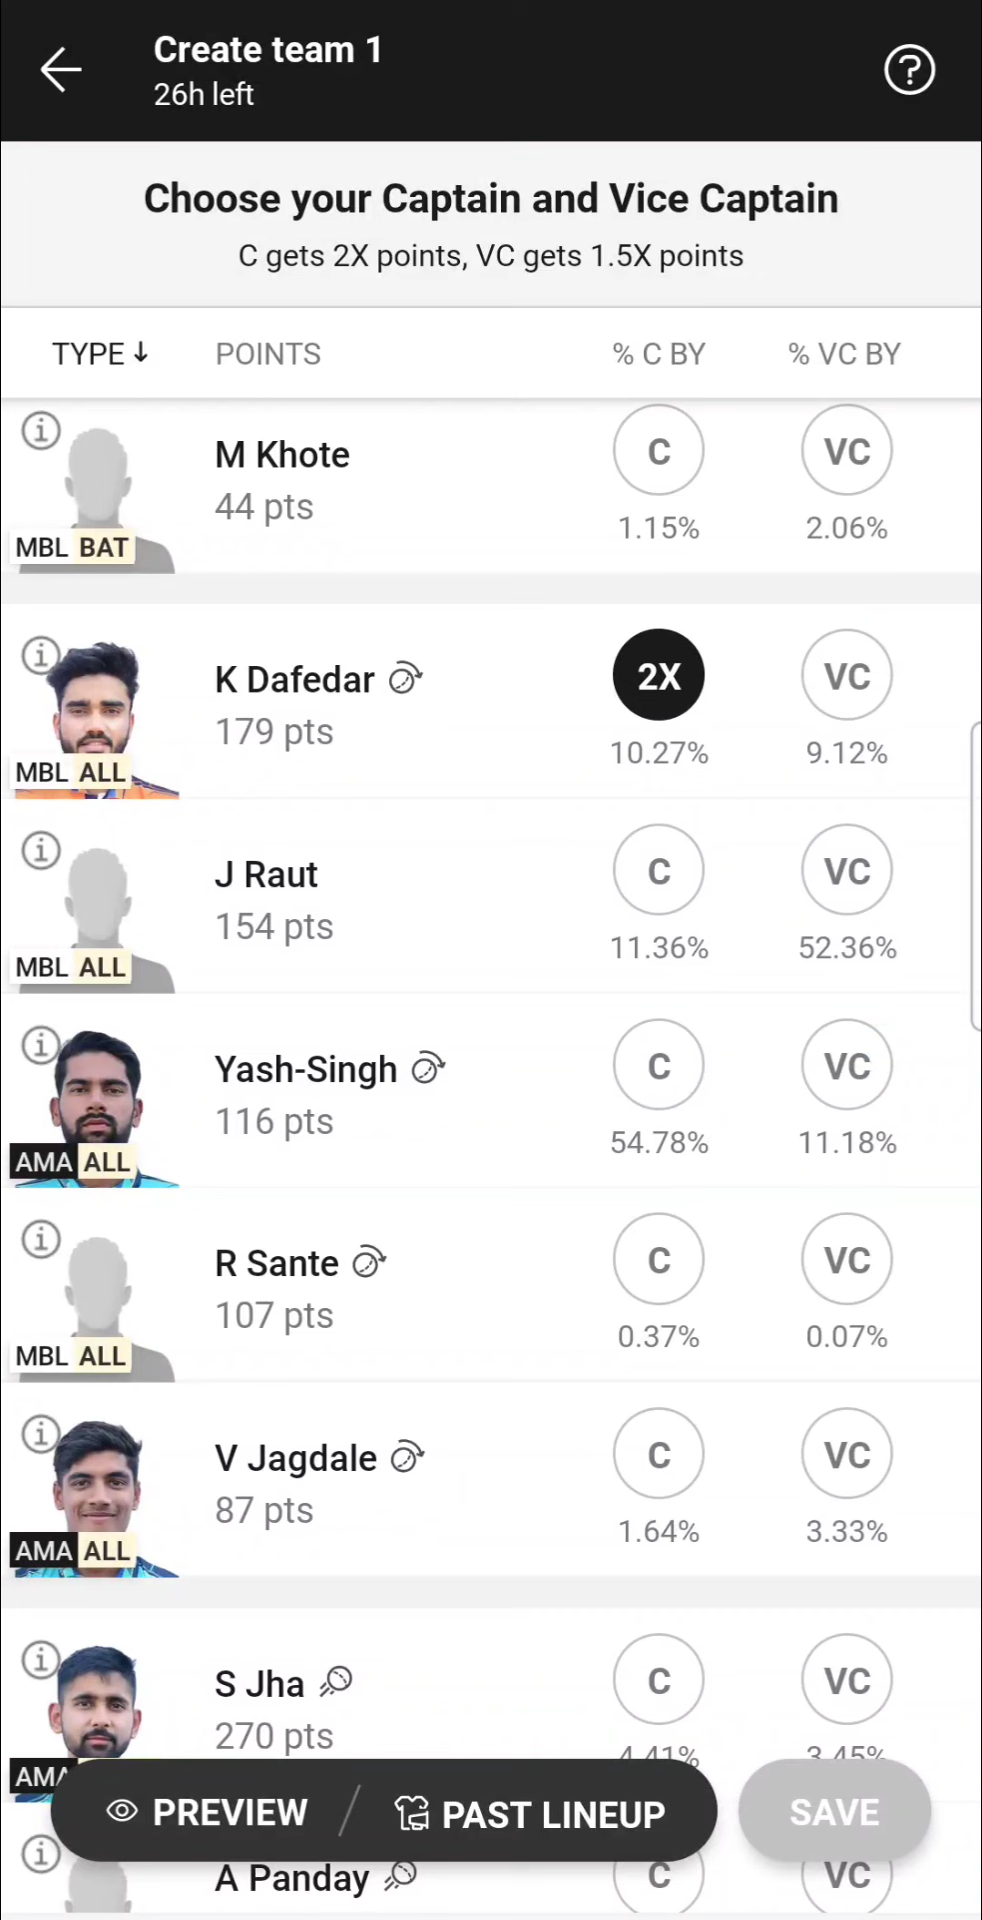 Create team 1
26h left
Choose your Captain and Vice Captain
C gets 2X points, VC gets 1.5X points
TYPE↓ POINTS % C BY % VC BY
M Khote C VC
44 pts 1.15% 2.06%
MBL BAT
K Dafedar 2X VC
179 pts 10.27% 9.12%
MBL ALL
J Raut C VC
154 pts 11.36% 52.36%
MBL ALL
Yash-Singh C VC
116 pts 54.78% 11.18%
AMA ALL
R Sante C VC
107 pts 0.37% 0.07%
MBL ALL
V Jagdale C VC
87 pts 1.64% 3.33%
AMA ALL
S Jha C VC
270 pts 4.41% 3.45%
AMA
PREVIEW / PAST LINEUP SAVE
A Panday C VC